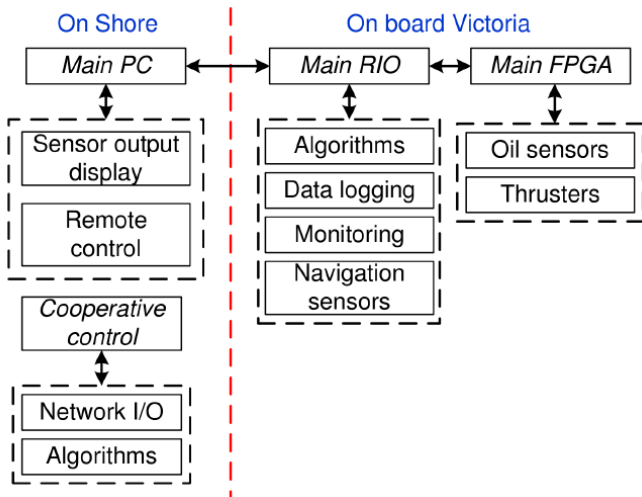 On Shore
On board Victoria
Main PC
Main RIO
Main FPGA
Sensor output
display
Remote
control
Algorithms
Data logging
Monitoring
Navigation
sensors
Oil sensors
Thrusters
Cooperative
control
Network I/O
Algorithms